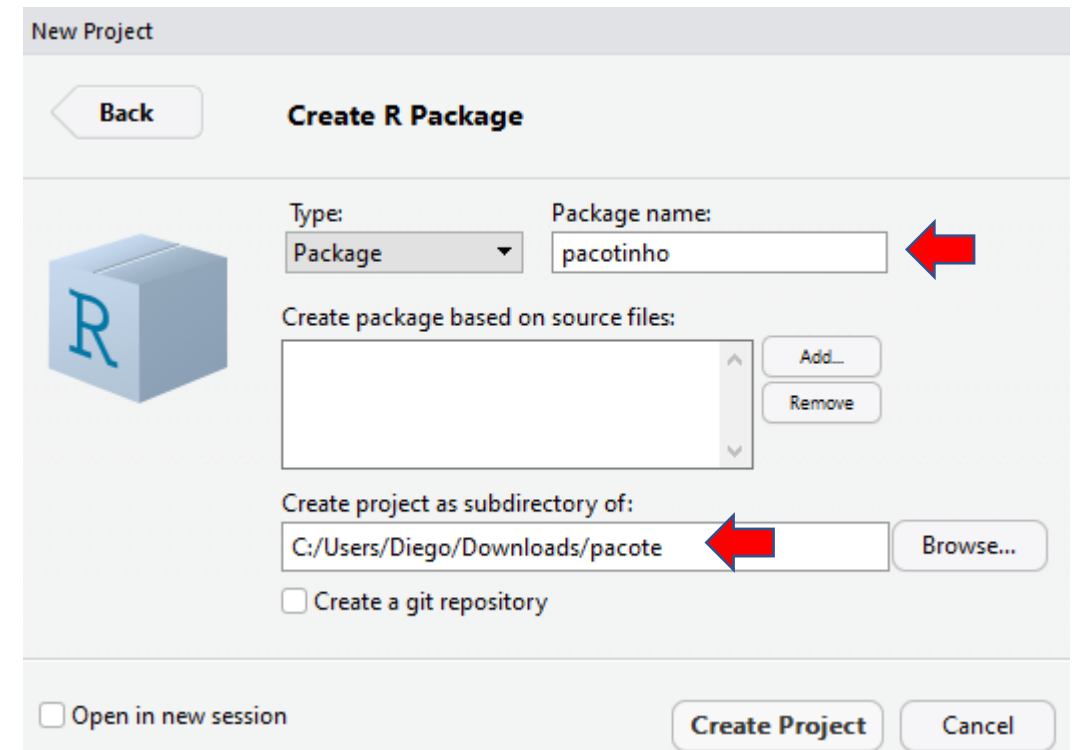 New Project
Back
Create R Package
Type:
Package name:
Package
pacotinho
R
Create package based on source files:
Add...
Remove
Create project as subdirectory of:
C:/Users/Diego/Downloads/pacote
Browse...
Create a git repository
Open in new session
Create Project
Cancel